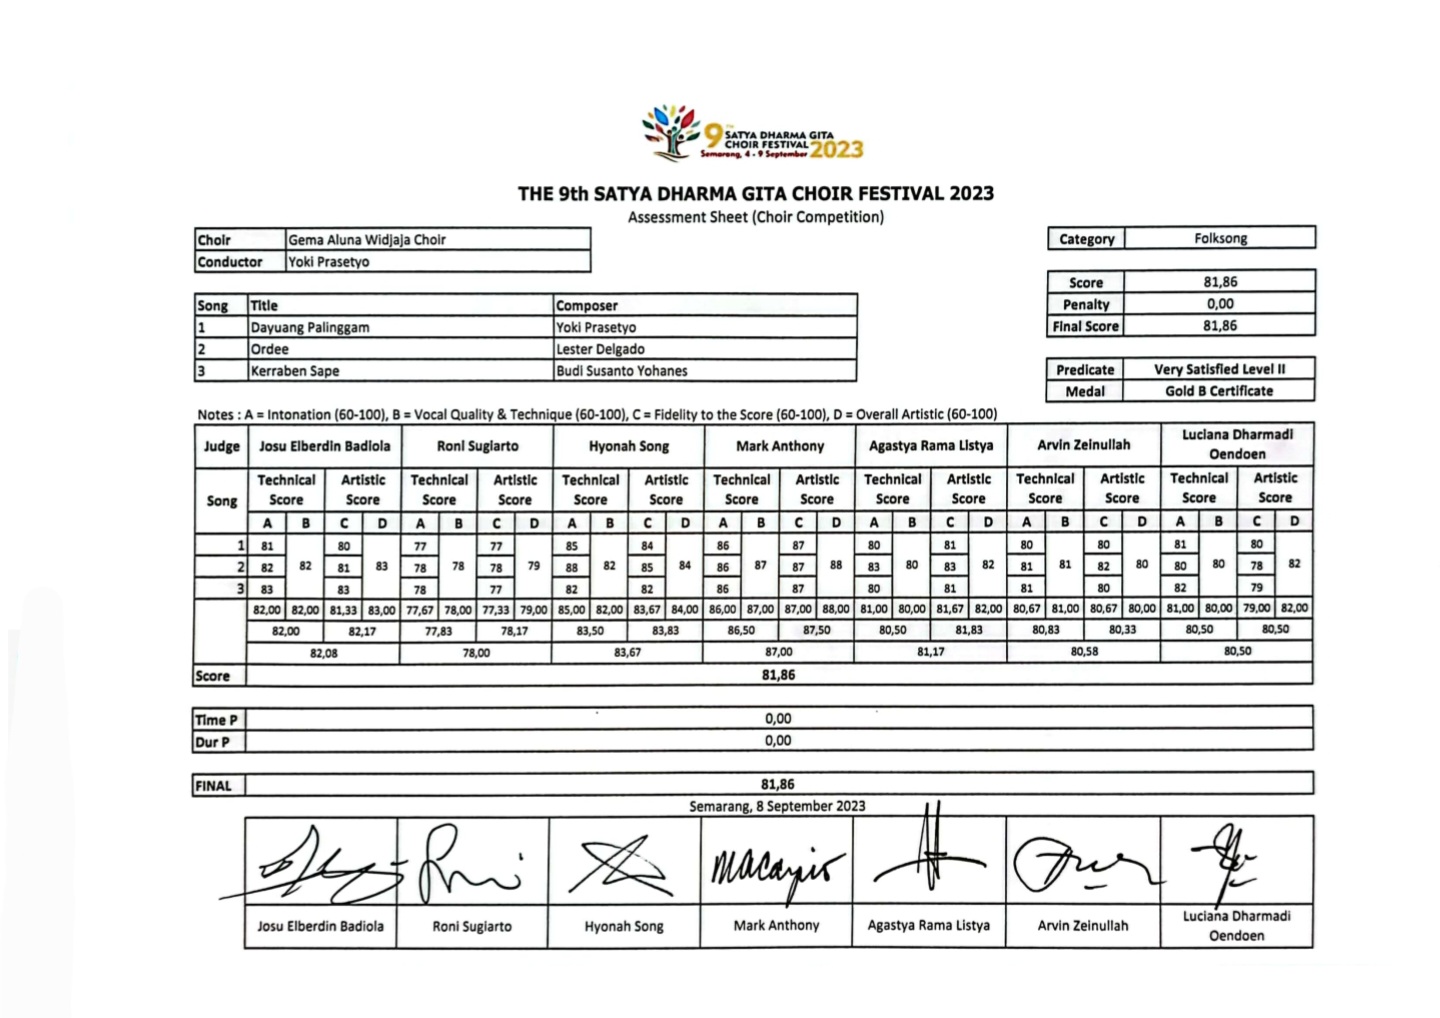 9TH SATYA DHARMA GITA
CHOIR FESTIVAL 2023
Semarang, 4 - 9 September
THE 9th SATYA DHARMA GITA CHOIR FESTIVAL 2023
Assessment Sheet (Choir Competition)
Choir Gema Aluna Widjaja Choir
Conductor Yoki Prasetyo
Category Folksong
Score 81,86
Penalty 0,00
Final Score 81,86
Song Title Composer
1 Dayuang Palinggam Yoki Prasetyo
2 Ordee Lester Delgado
3 Kerraben Sape Budi Susanto Yohanes
Predicate Very Satisfied Level II
Medal Gold B Certificate
Notes : A = Intonation (60-100), B = Vocal Quality & Technique (60-100), C = Fidelity to the Score (60-100), D = Overall Artistic (60-100)
Judge Josu Elberdin Badiola Roni Sugiarto Hyonah Song Mark Anthony Agastya Rama Listya Arvin Zeinullah Luciana Dharmadi Oendoen
Song Technical Score Artistic Score Technical Score Artistic Score Technical Score Artistic Score Technical Score Artistic Score Technical Score Artistic Score Technical Score Artistic Score Technical Score Artistic Score
A B C D A B C D A B C D A B C D A B C D A B C D A B C D
1 81 80 77 77 85 84 86 87 80 81 80 80 81 80
2 82 82 81 83 78 78 78 79 88 82 85 84 86 87 87 88 83 80 83 82 81 81 82 80 80 80 78 82
3 83 83 78 77 82 82 86 87 80 81 81 80 82 79
82,00 82,00 81,33 83,00 77,67 78,00 77,33 79,00 85,00 82,00 83,67 84,00 86,00 87,00 87,00 88,00 81,00 80,00 81,67 82,00 80,67 81,00 80,67 80,00 81,00 80,00 79,00 82,00
82,00 82,17 77,83 78,17 83,50 83,83 86,50 87,50 80,50 81,83 80,83 80,33 80,50 80,50
82,08 78,00 83,67 87,00 81,17 80,58 80,50
Score 81,86
Time P 0,00
Dur P 0,00
FINAL 81,86
Semarang, 8 September 2023
Josu Elberdin Badiola Roni Sugiarto Hyonah Song Mark Anthony Agastya Rama Listya Arvin Zeinullah Luciana Dharmadi Oendoen